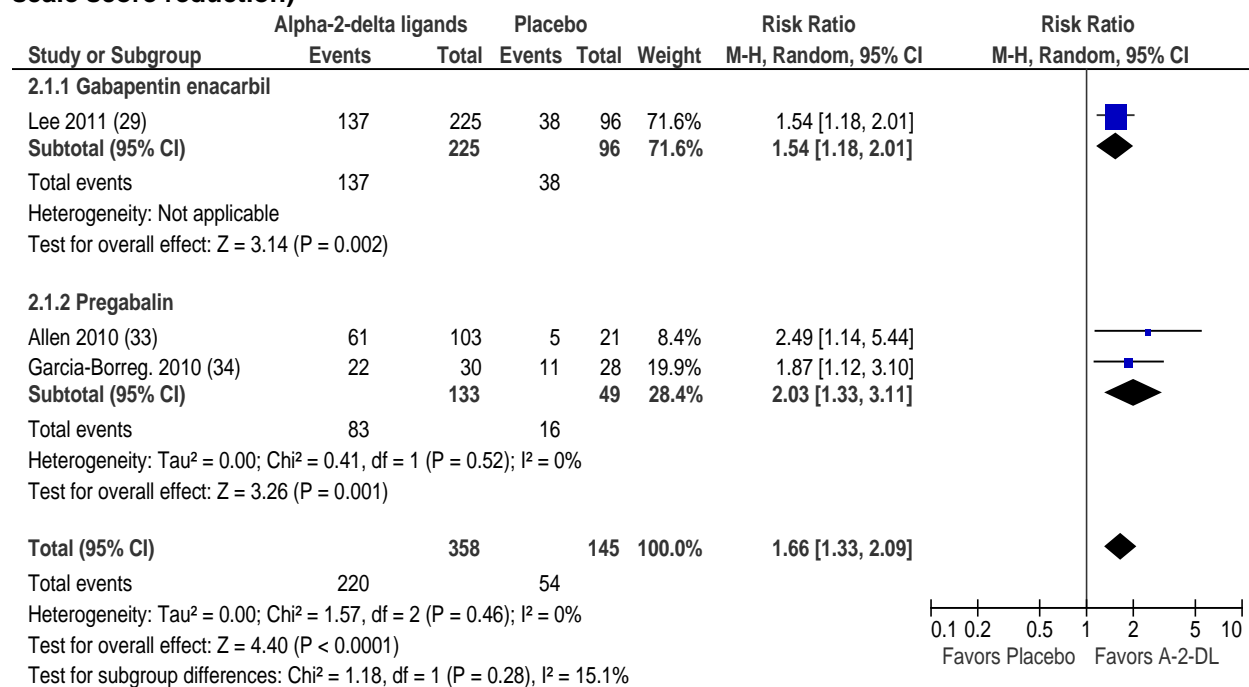 scale score reduction)
Alpha-2-delta ligands Placebo Risk Ratio Risk Ratio
Study or Subgroup Events Total Events Total Weight M-H, Random, 95% CI M-H, Random, 95% CI
2.1.1 Gabapentin enacarbil
Lee 2011 (29) 137 225 38 96 71.6% 1.54 [1.18, 2.01]
Subtotal (95% CI) 225 96 71.6% 1.54 [1.18, 2.01]
Total events 137 38
Heterogeneity: Not applicable
Test for overall effect: Z = 3.14 (P = 0.002)
2.1.2 Pregabalin
Allen 2010 (33) 61 103 5 21 8.4% 2.49 [1.14, 5.44]
Garcia-Borreg. 2010 (34) 22 30 11 28 19.9% 1.87 [1.12, 3.10]
Subtotal (95% CI) 133 49 28.4% 2.03 [1.33, 3.11]
Total events 83 16
Heterogeneity: Tau² = 0.00; Chi² = 0.41, df = 1 (P = 0.52); I² = 0%
Test for overall effect: Z = 3.26 (P = 0.001)
Total (95% CI) 358 145 100.0% 1.66 [1.33, 2.09]
Total events 220 54
Heterogeneity: Tau² = 0.00; Chi² = 1.57, df = 2 (P = 0.46); I² = 0%
Test for overall effect: Z = 4.40 (P < 0.0001)
Test for subgroup differences: Chi² = 1.18, df = 1 (P = 0.28), I² = 15.1%
0.1 0.2 0.5 1 2 5 10
Favors Placebo Favors A-2-DL